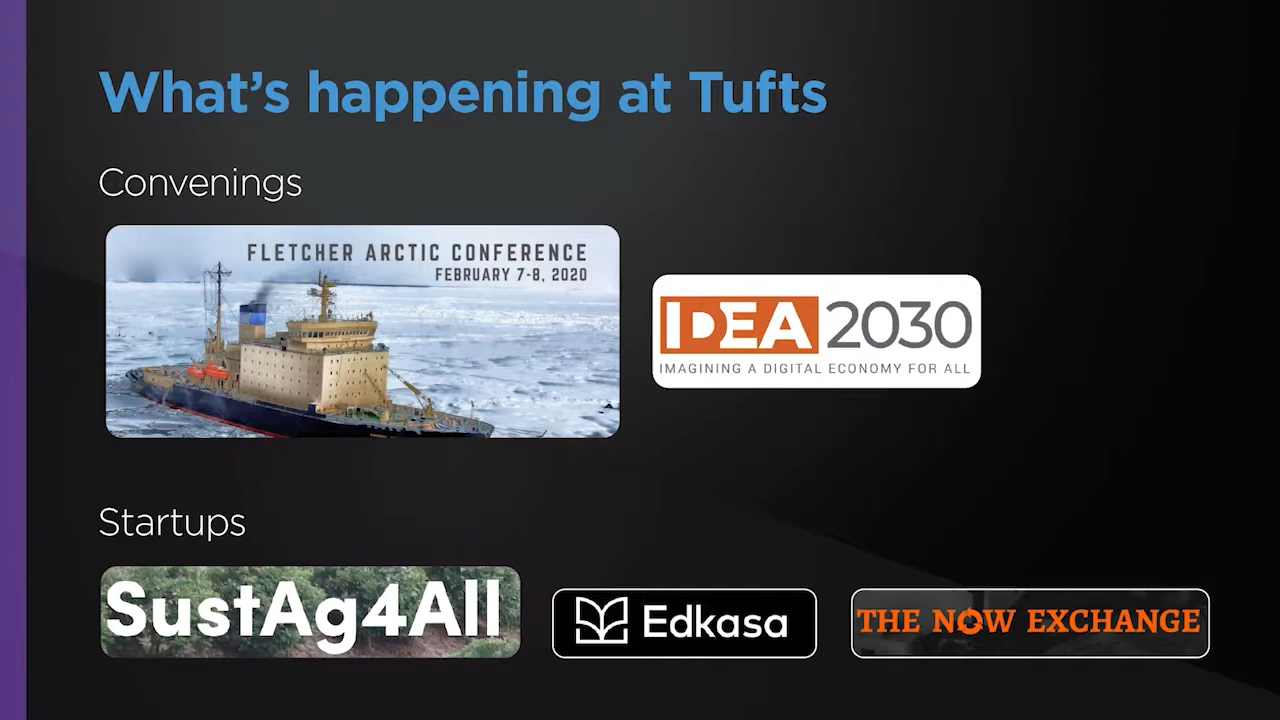 What's happening at Tufts
Convenings
FLETCHER ARCTIC CONFERENCE
FEBRUARY 7-8, 2020
IDEA 2030
IMAGINING A DIGITAL ECONOMY FOR ALL
Startups
SustAg4All
Edkasa
THE NOW EXCHANGE